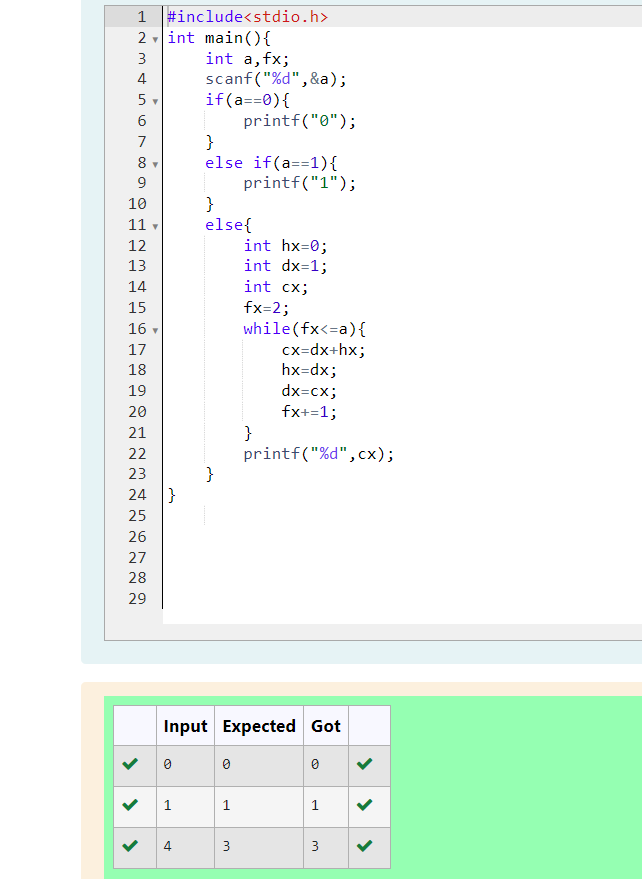 1 #include<stdio.h>
2 int main(){
3     int a,fx;
4     scanf("%d",&a);
5     if(a==0){
6         printf("0");
7     }
8     else if(a==1){
9         printf("1");
10     }
11     else{
12         int hx=0;
13         int dx=1;
14         int cx;
15         fx=2;
16         while(fx<=a){
17             cx=dx+hx;
18             hx=dx;
19             dx=cx;
20             fx+=1;
21         }
22         printf("%d",cx);
23     }
24 }
25
26
27
28
29
Input Expected Got
0 0 0
1 1 1
4 3 3